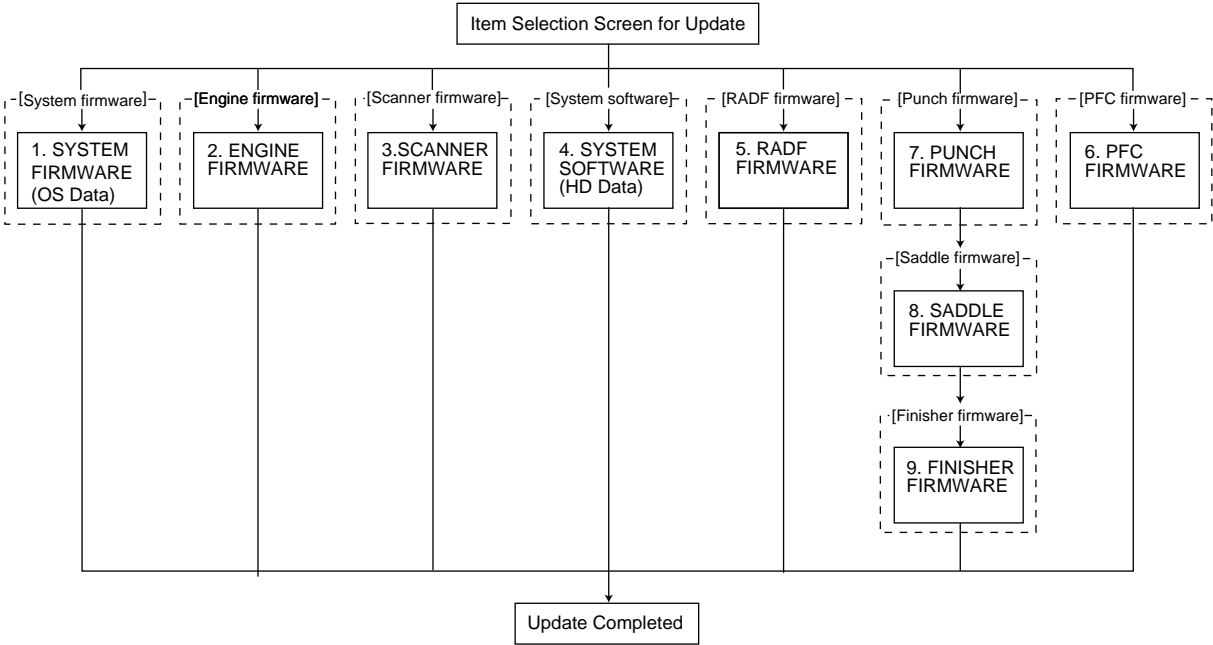 Item Selection Screen for Update
[System firmware]
[Engine firmware]
[Scanner firmware]
[System software]
[RADF firmware]
[Punch firmware]
[PFC firmware]
1. SYSTEM
FIRMWARE
(OS Data)
2. ENGINE
FIRMWARE
3.SCANNER
FIRMWARE
4. SYSTEM
SOFTWARE
(HD Data)
5. RADF
FIRMWARE
7. PUNCH
FIRMWARE
6. PFC
FIRMWARE
[Saddle firmware]
8. SADDLE
FIRMWARE
[Finisher firmware]
9. FINISHER
FIRMWARE
Update Completed